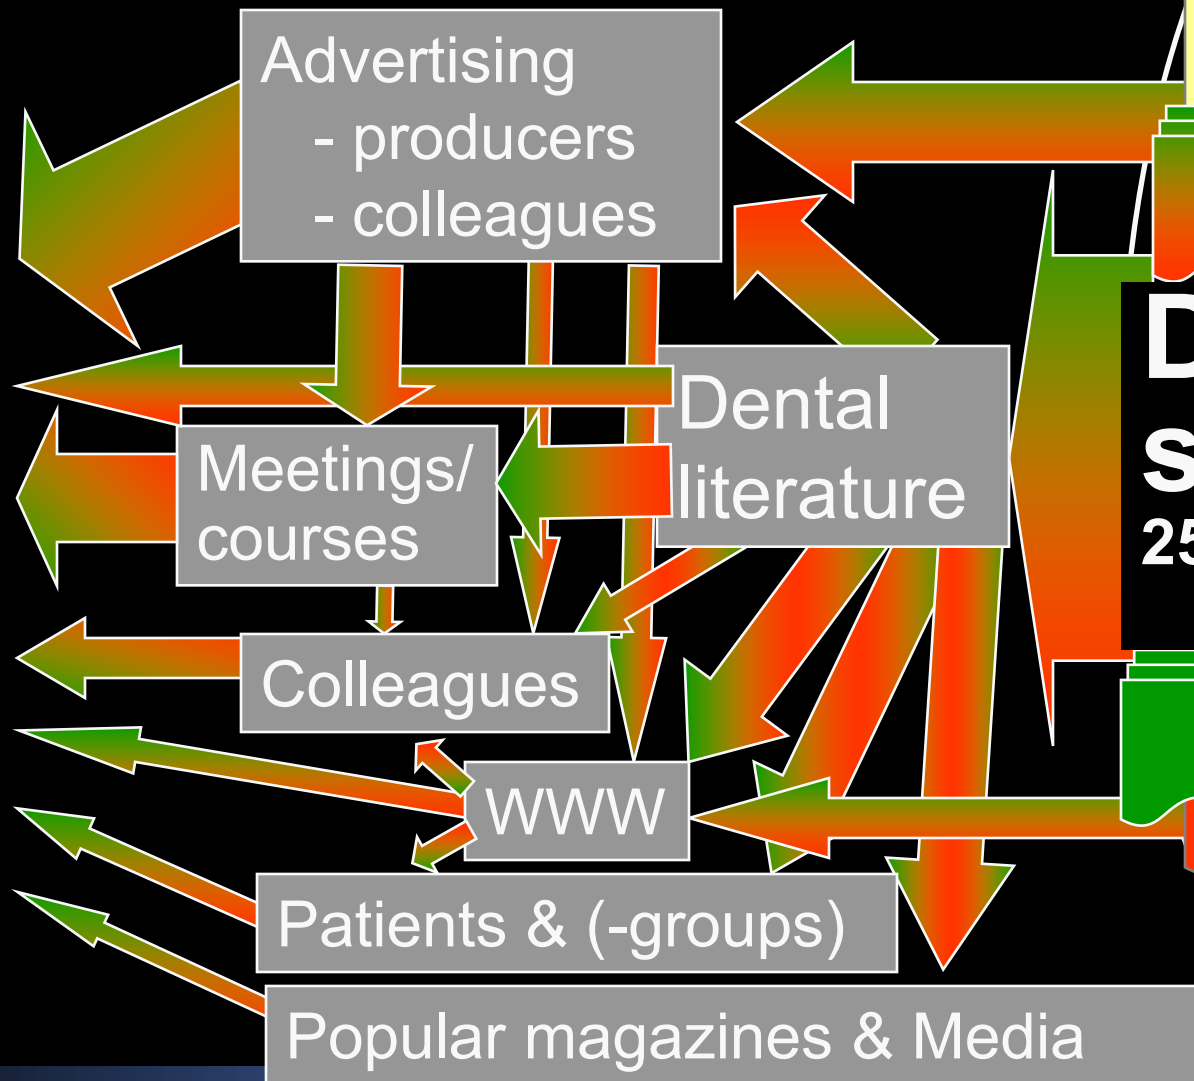 Advertising
- producers
- colleagues
Dental
literature
Meetings/
courses
Colleagues
WWW
Patients & (-groups)
Popular magazines & Media